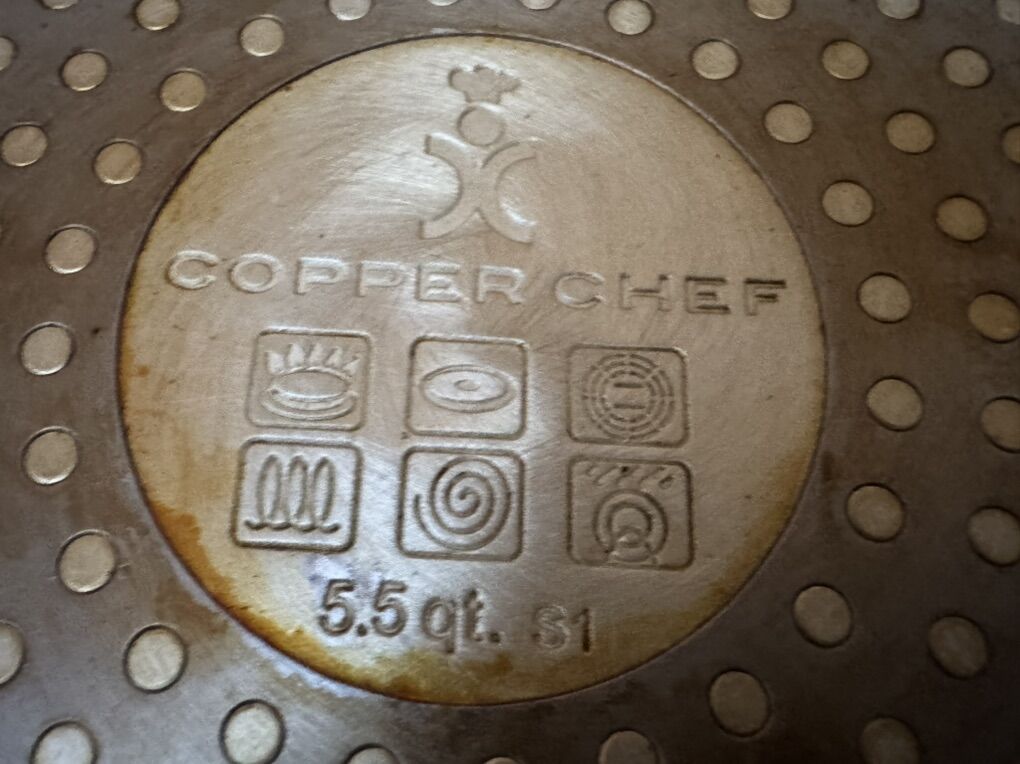 COPPER CHEF
5.5 qt. S1